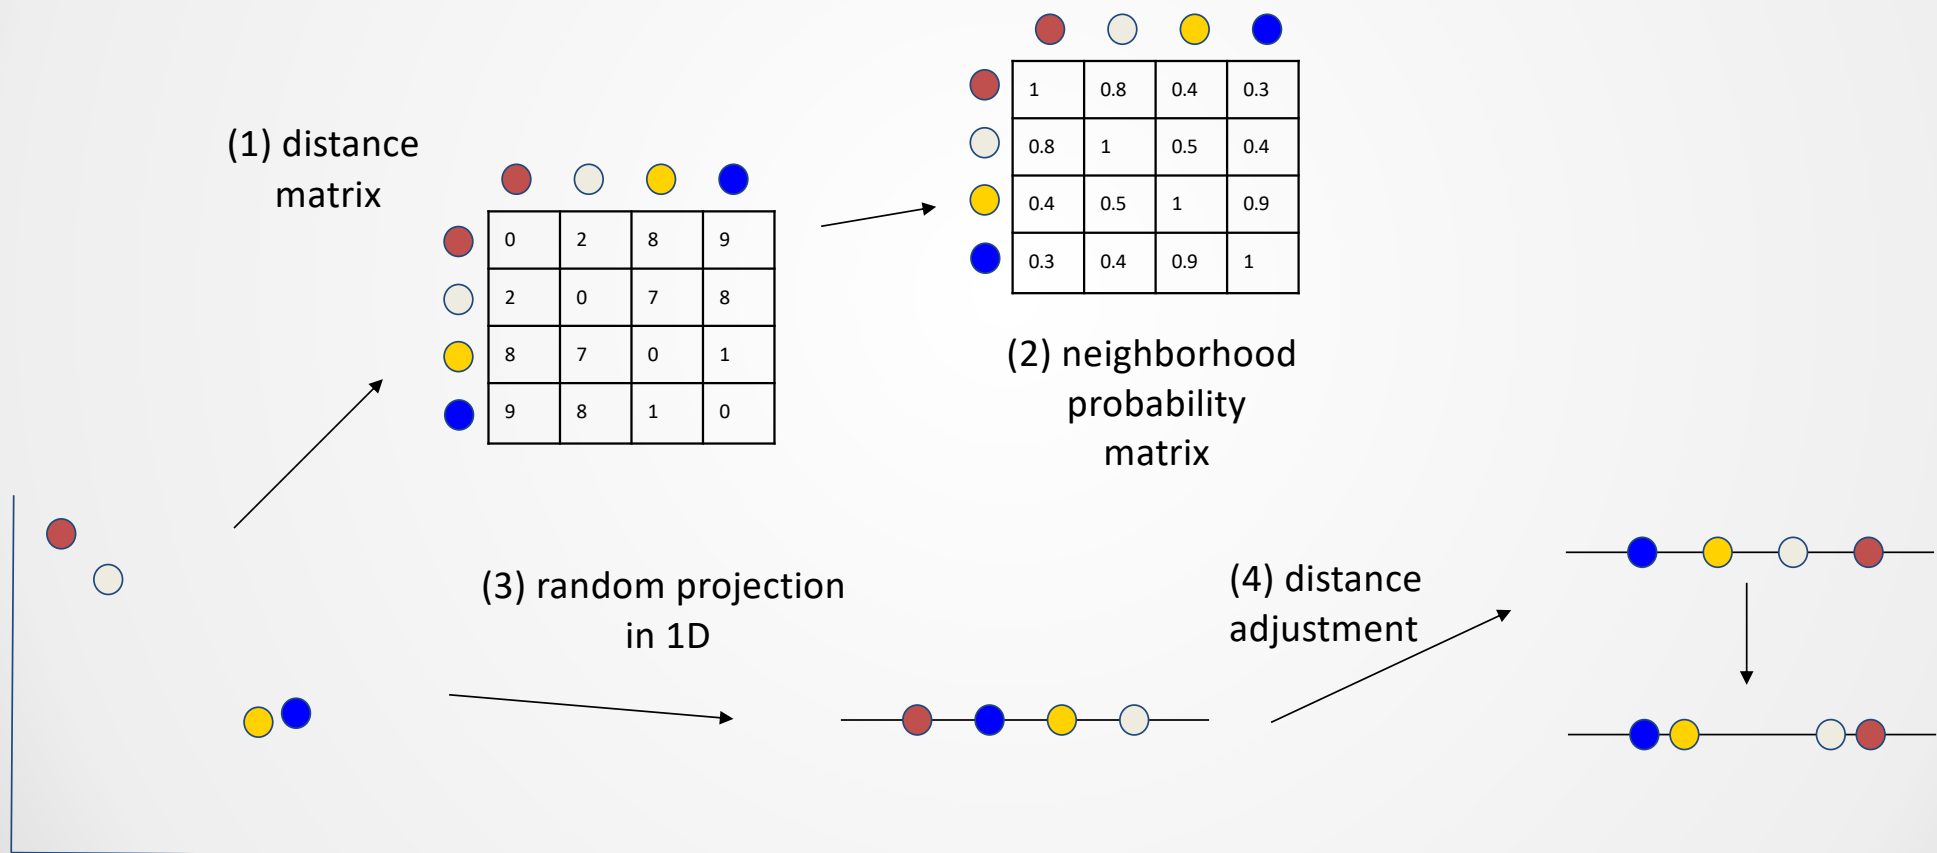 (1) distance
matrix
0 2 8 9
2 0 7 8
8 7 0 1
9 8 1 0
1 0.8 0.4 0.3
0.8 1 0.5 0.4
0.4 0.5 1 0.9
0.3 0.4 0.9 1
(2) neighborhood
probability
matrix
(3) random projection
in 1D
(4) distance
adjustment